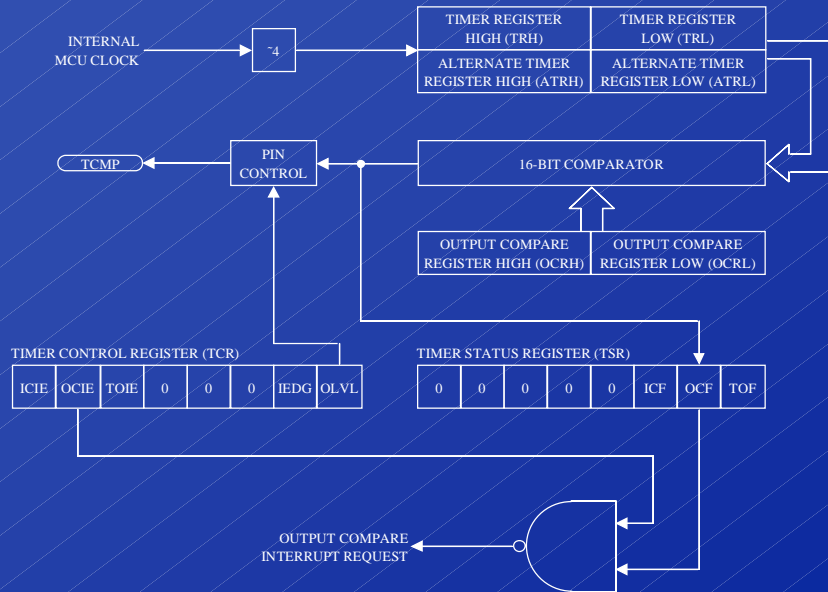 INTERNAL
MCU CLOCK
˜4
TIMER REGISTER
HIGH (TRH)
TIMER REGISTER
LOW (TRL)
ALTERNATE TIMER
REGISTER HIGH (ATRH)
ALTERNATE TIMER
REGISTER LOW (ATRL)
TCMP
PIN
CONTROL
16-BIT COMPARATOR
OUTPUT COMPARE
REGISTER HIGH (OCRH)
OUTPUT COMPARE
REGISTER LOW (OCRL)
TIMER CONTROL REGISTER (TCR)
ICIE OCIE TOIE 0 0 0 IEDG OLVL
TIMER STATUS REGISTER (TSR)
0 0 0 0 0 ICF OCF TOF
OUTPUT COMPARE
INTERRUPT REQUEST